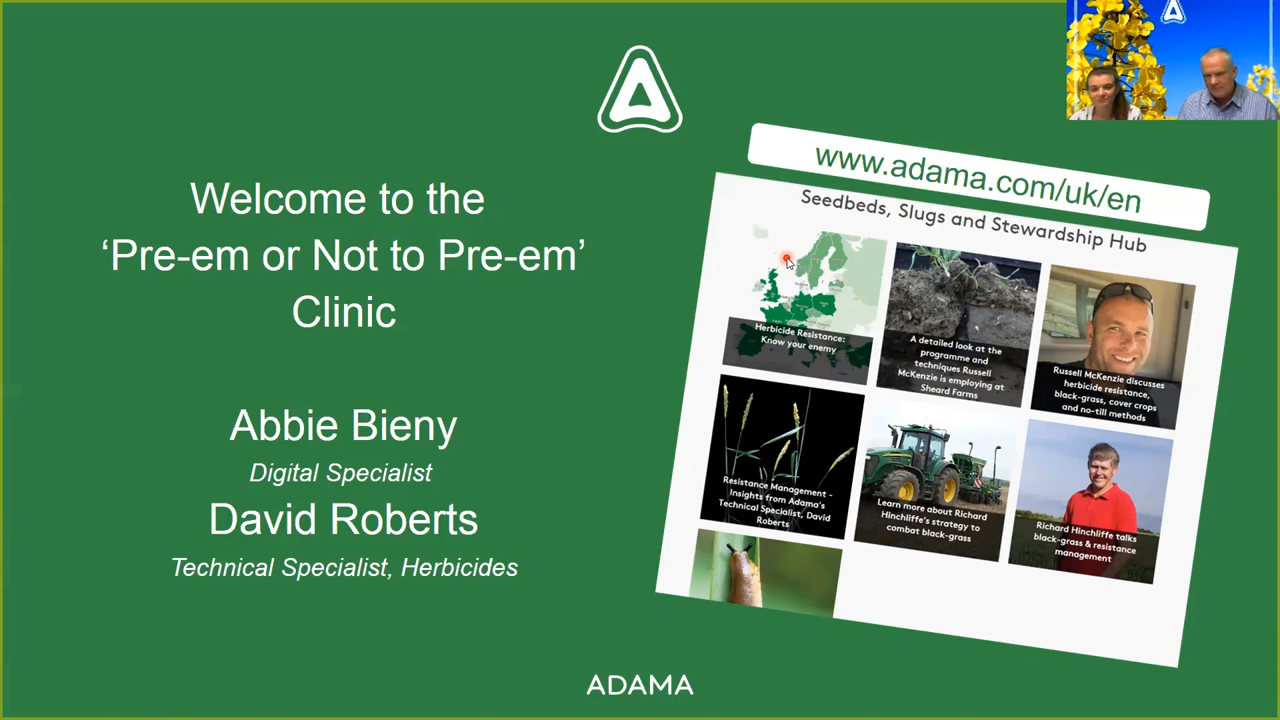 Welcome to the
‘Pre-em or Not to Pre-em’
Clinic
Abbie Bieny
Digital Specialist
David Roberts
Technical Specialist, Herbicides
www.adama.com/uk/en
Seedbeds, Slugs and Stewardship Hub
Herbicide Resistance:
Know your enemy
A detailed look at the
programme and
techniques Russell
McKenzie is employing at
Sheard Farms
Russell McKenzie discusses
herbicide resistance,
black-grass, cover crops
and no-till methods
Resistance Management -
Insights from Adama's
Technical Specialist, David
Roberts
Learn more about Richard
Hinchliffe's strategy to
combat black-grass
Richard Hinchliffe talks
black-grass & resistance
management
ADAMA